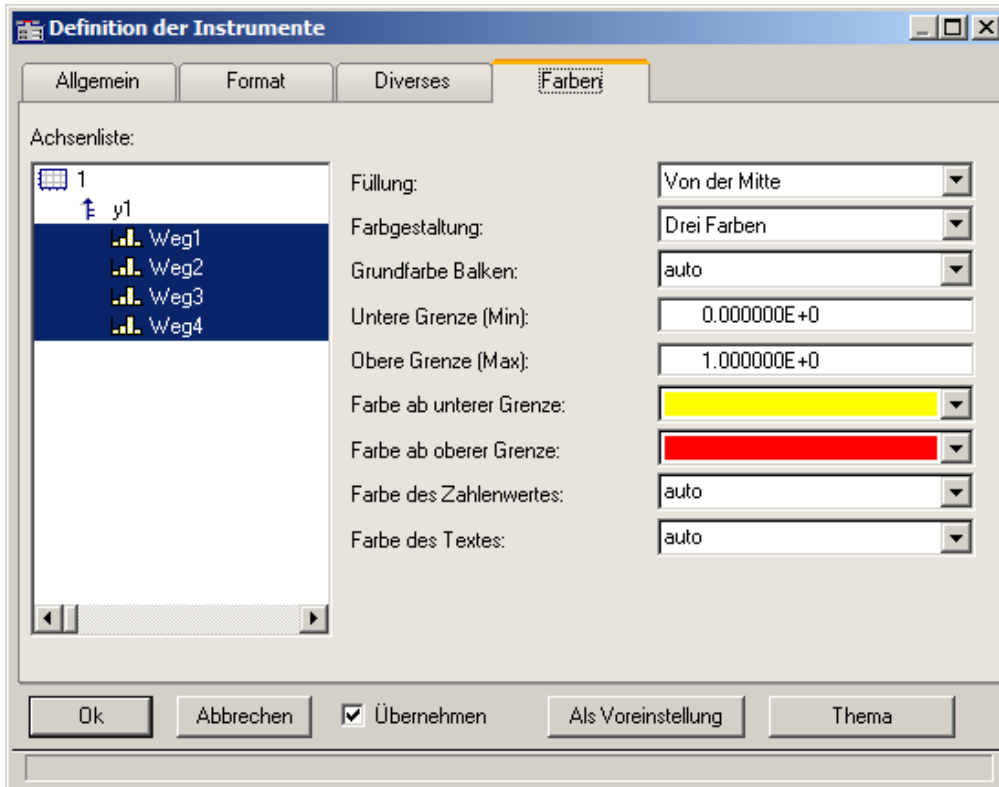 Definition der Instrumente
Allgemein Format Diverses Farben
Achsenliste:
1
y1
Weg1
Weg2
Weg3
Weg4
Füllung: Von der Mitte
Farbgestaltung: Drei Farben
Grundfarbe Balken: auto
Untere Grenze (Min): 0.000000E+0
Obere Grenze (Max): 1.000000E+0
Farbe ab unterer Grenze:
Farbe ab oberer Grenze:
Farbe des Zahlenwertes: auto
Farbe des Textes: auto
Ok Abbrechen Übernehmen Als Voreinstellung Thema